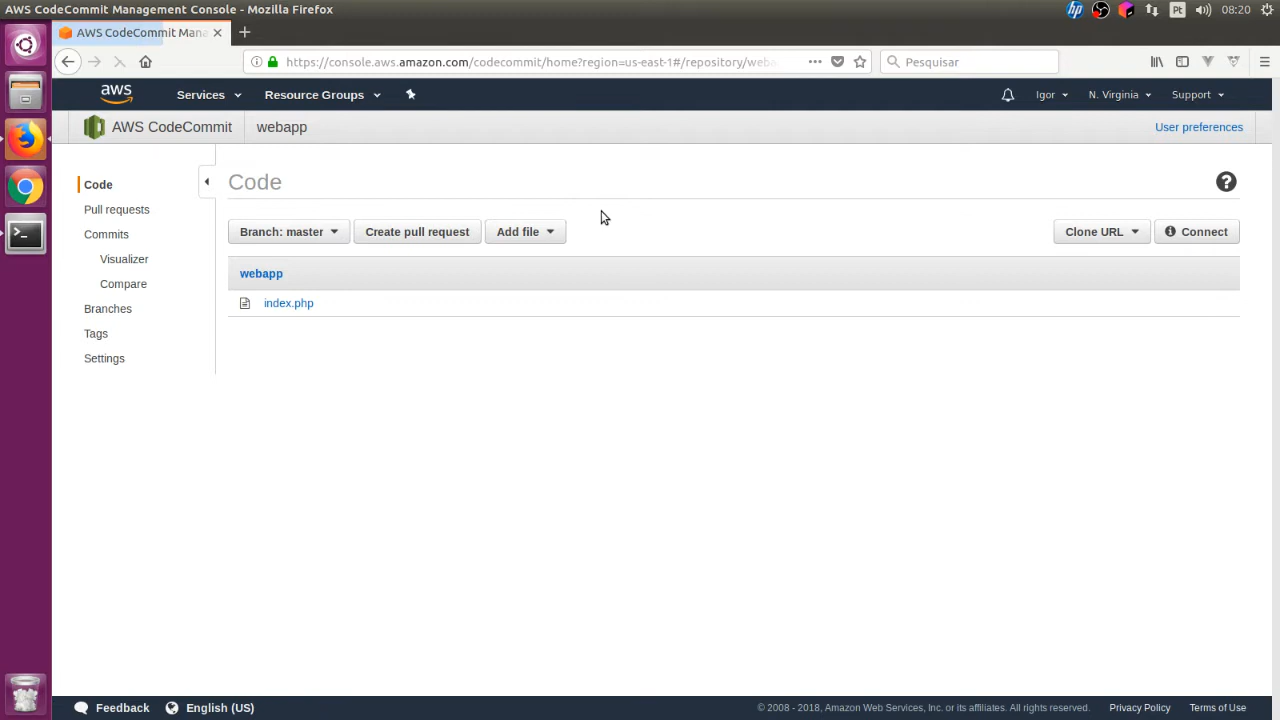 AWS CodeCommit Management Console - Mozilla Firefox
Pt
08:20
AWS CodeCommit Mana
https://console.aws.amazon.com/codecommit/home?region=us-east-1#/repository/weba
Pesquisar
aws
Services
Resource Groups
Igor
N. Virginia
Support
AWS CodeCommit
webapp
User preferences
Code
Pull requests
Commits
Visualizer
Compare
Branches
Tags
Settings
Code
Branch: master
Create pull request
Add file
Clone URL
Connect
webapp
index.php
Feedback
English (US)
© 2008 - 2018, Amazon Web Services, Inc. or its affiliates. All rights reserved.
Privacy Policy
Terms of Use